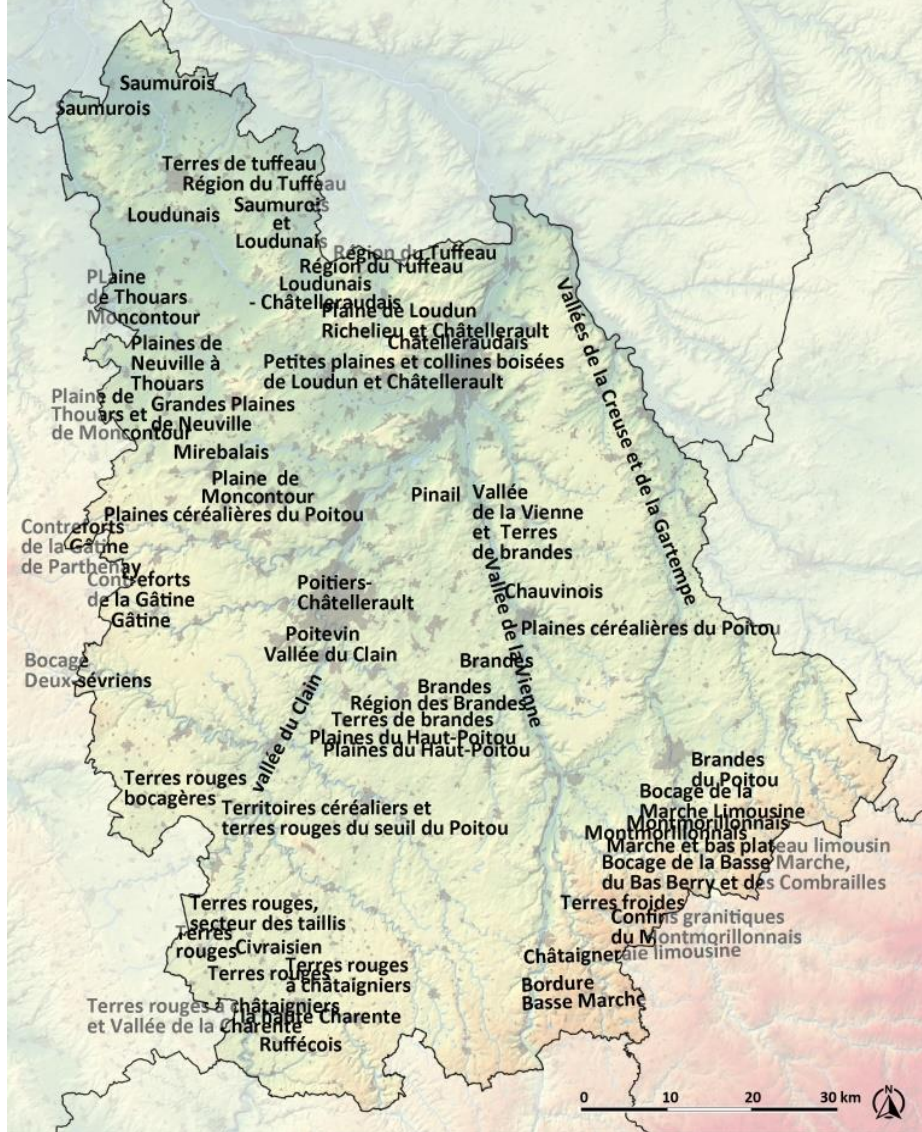 Saumurois
Saumurois
Terres de tuffeau
Région du Tuffeau
Loudunais
Saumurois
et
Loudunais
Région du Tuffeau
Région du Tuffeau
Loudunais
- Châtelleraudais
PLaine
de Thouars
Moncontour
Plaine de Loudun
Richelieu et Châtellerault
Châtelleraudais
Plaines de
Neuville à
Thouars
Petites plaines et collines boisées
de Loudun et Châtellerault
Vallées de la Creuse et de la Gartempe
Plaine de
Thouars et
de Moncontour
Grandes Plaines
de Neuville
Mirebalais
Plaine de
Moncontour
Plaines céréalières du Poitou
Pinail
Vallée
de la Vienne
et Terres
de brandes
Contreforts
de la Gâtine
de Parthenay
Contreforts
de la Gâtine
Gâtine
Poitiers-
Châtellerault
Vallée de la Vienne
Chauvinois
Plaines céréalières du Poitou
Poitevin
Vallée du Clain
Bocage
Deux-sévriens
Brandes
Brandes
Région des Brandes
Terres de brandes
Plaines du Haut-Poitou
Plaines du Haut-Poitou
vallée du Clain
Terres rouges
bocagères
Territoires céréaliers et
terres rouges du seuil du Poitou
Brandes
du Poitou
Bocage de la
Marche Limousine
Montmorillonnais
Montmorillonnais
Marche et bas plateau limousin
Bocage de la Basse Marche,
du Bas Berry et des Combrailles
Terres froides
Confins granitiques
du Montmorillonnais
Châtaigneraie limousine
Bordure
Basse Marche
Terres rouges,
secteur des taillis
Terres
rouges
Civraisien
Terres rouges
Terres rouges
à châtaigniers
Terres rouges à châtaigniers
et Vallée de la Charente
la haute Charente
Ruffécois
0 10 20 30 km
N